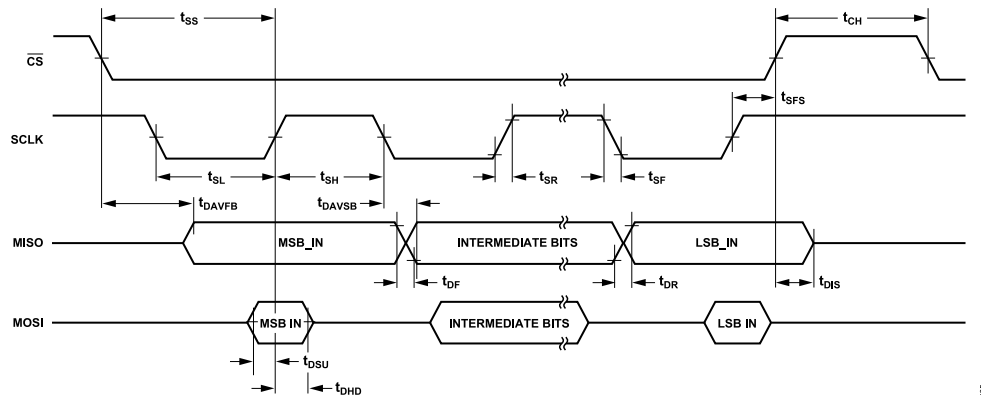 tSS
tCH
CS
tSFS
SCLK
tSL
tSH
tSR
tSF
tDAVFB
tDAVSB
MISO
MSB_IN
INTERMEDIATE BITS
LSB_IN
tDF
tDR
tDIS
MOSI
MSB IN
INTERMEDIATE BITS
LSB IN
tDSU
tDHD